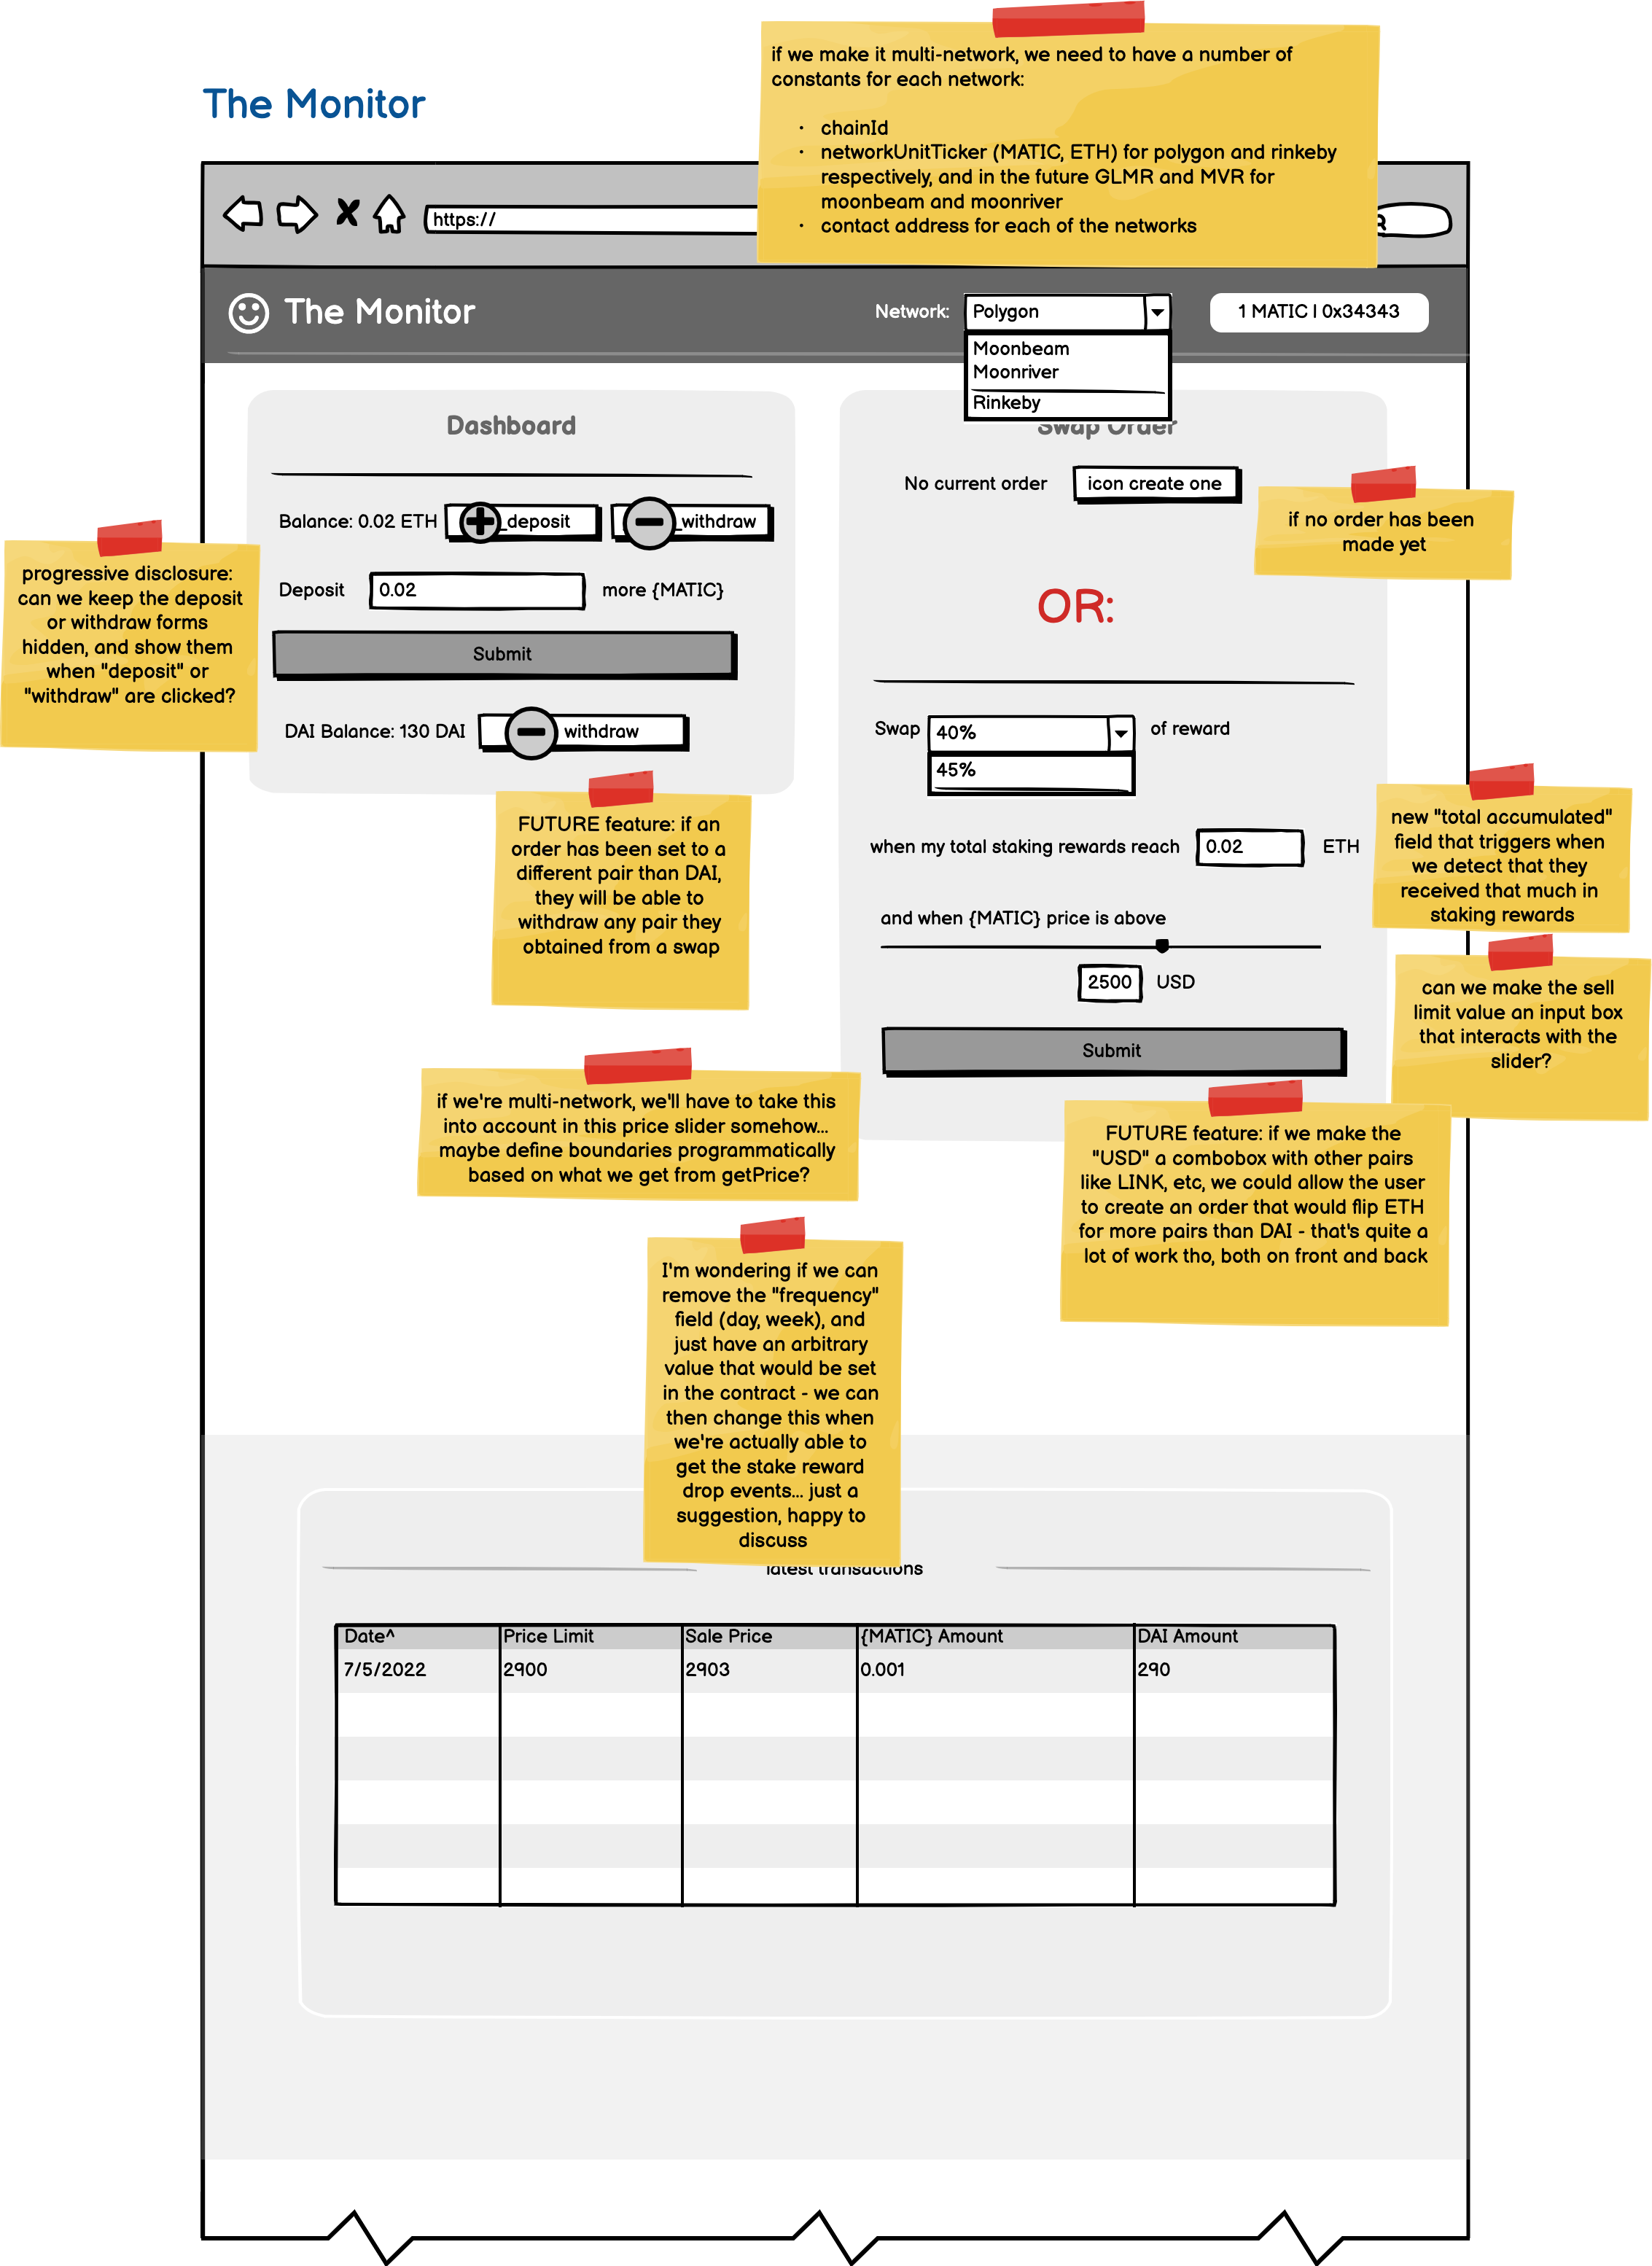 The Monitor
if we make it multi-network, we need to have a number of
constants for each network:
· chainId
· networkUnitTicker (MATIC, ETH) for polygon and rinkeby
respectively, and in the future GLMR and MVR for
moonbeam and moonriver
· contact address for each of the networks
https://
The Monitor
Network:
Polygon
1 MATIC | 0x34343
Moonbeam
Moonriver
Rinkeby
Dashboard
Balance: 0.02 ETH
_deposit
_withdraw
Deposit
0.02
more {MATIC}
Submit
DAI Balance: 130 DAI
withdraw
progressive disclosure:
can we keep the deposit
or withdraw forms
hidden, and show them
when "deposit" or
"withdraw" are clicked?
FUTURE feature: if an
order has been set to a
different pair than DAI,
they will be able to
withdraw any pair they
obtained from a swap
Swap Order
No current order
icon create one
if no order has been
made yet
OR:
Swap
40%
of reward
45%
when my total staking rewards reach
0.02
ETH
and when {MATIC} price is above
2500
USD
Submit
new "total accumulated"
field that triggers when
we detect that they
received that much in
staking rewards
can we make the sell
limit value an input box
that interacts with the
slider?
if we're multi-network, we'll have to take this
into account in this price slider somehow...
maybe define boundaries programmatically
based on what we get from getPrice?
FUTURE feature: if we make the
"USD" a combobox with other pairs
like LINK, etc, we could allow the user
to create an order that would flip ETH
for more pairs than DAI - that's quite a
lot of work tho, both on front and back
I'm wondering if we can
remove the "frequency"
field (day, week), and
just have an arbitrary
value that would be set
in the contract - we can
then change this when
we're actually able to
get the stake reward
drop events... just a
suggestion, happy to
discuss
latest transactions
Date^ Price Limit Sale Price {MATIC} Amount DAI Amount
7/5/2022 2900 2903 0.001 290